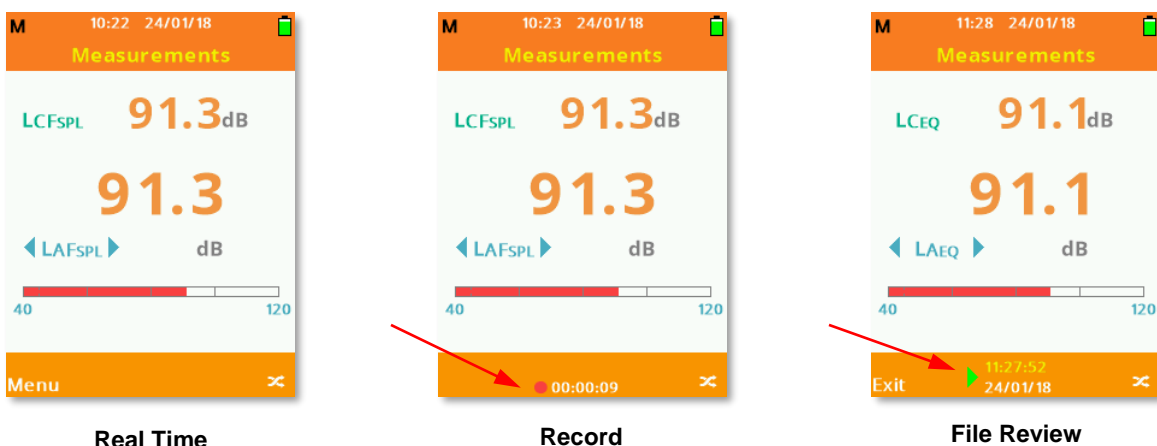 M 10:22 24/01/18
Measurements
LCFSPL 91.3dB
91.3
LAFSPL dB
40 120
Menu
Real Time
M 10:23 24/01/18
Measurements
LCFSPL 91.3dB
91.3
LAFSPL dB
40 120
00:00:09
Record
M 11:28 24/01/18
Measurements
LCEQ 91.1dB
91.1
LAEQ dB
40 120
11:27:52
Exit 24/01/18
File Review